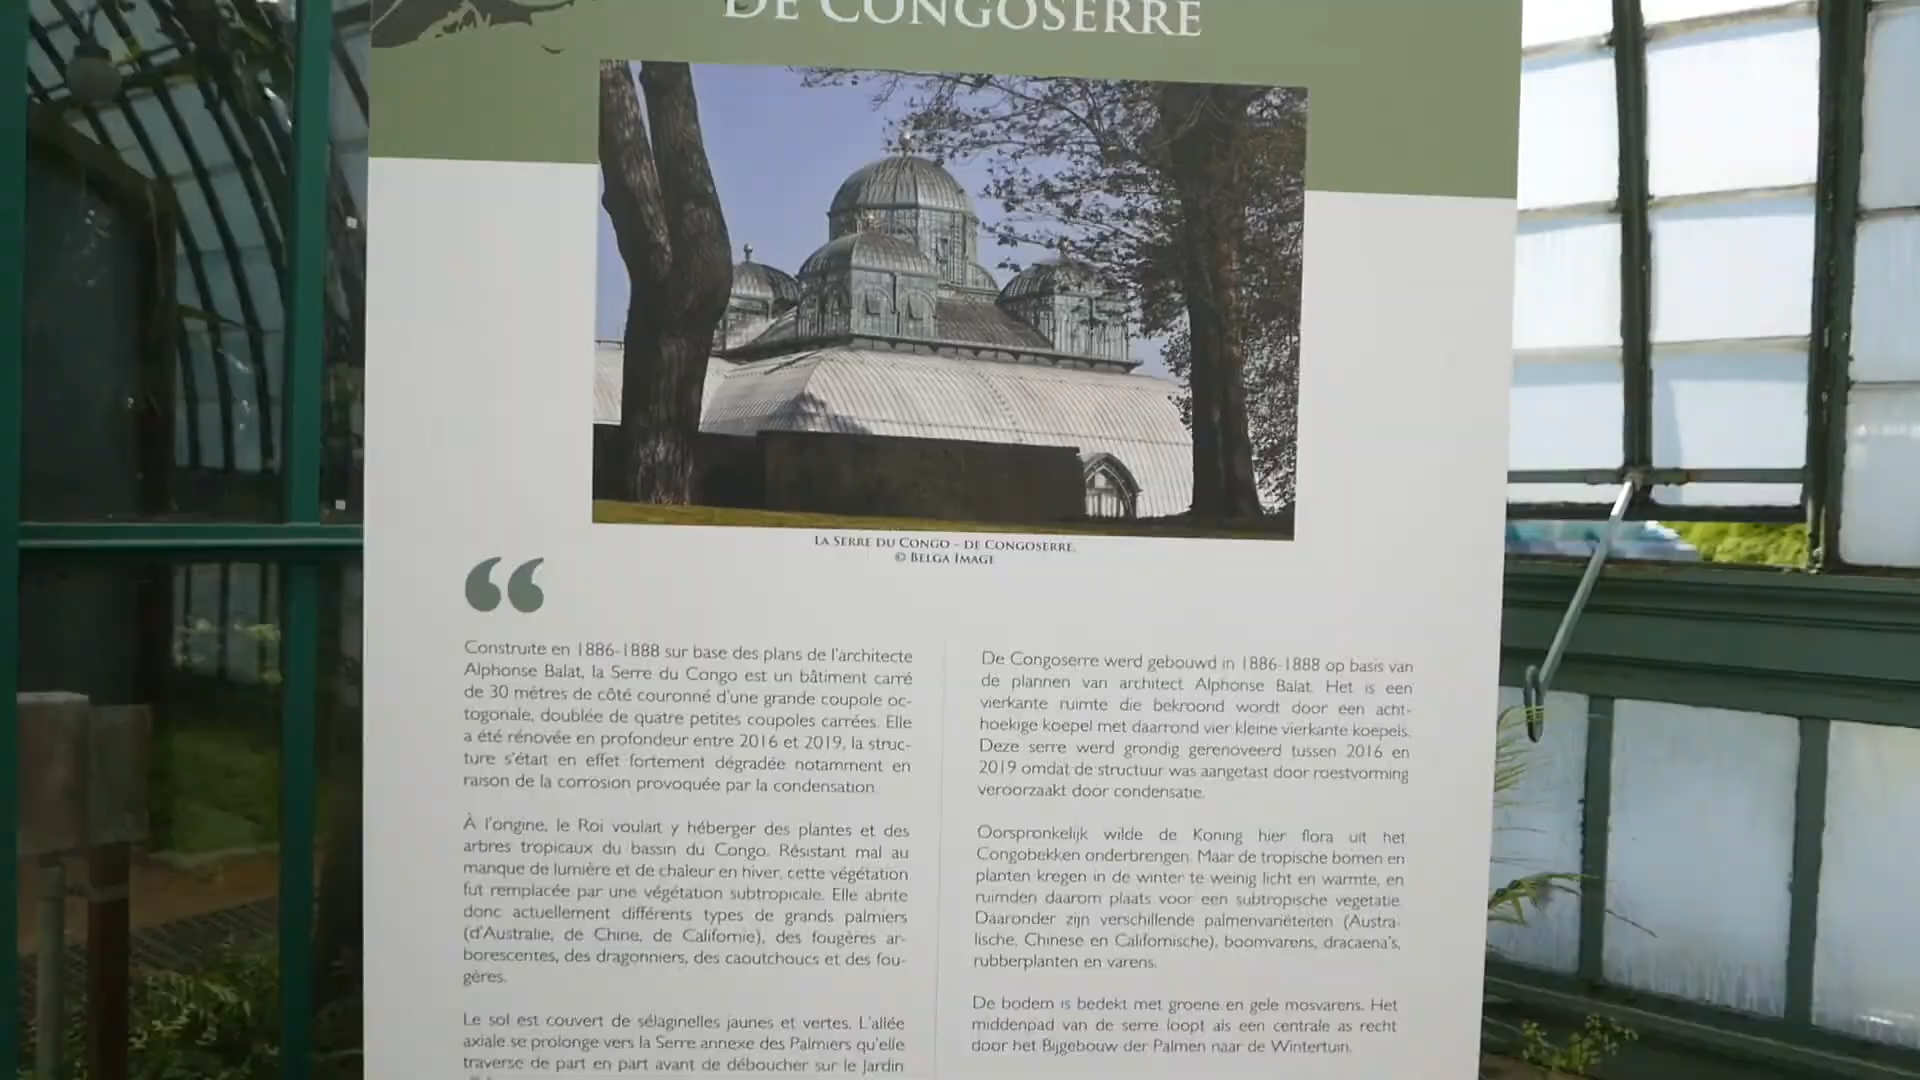 DE CONGOSERRE
LA SERRE DU CONGO - DE CONGOSERRE.
© BELGA IMAGE
“
Construite en 1886-1888 sur base des plans de l'architecte
Alphonse Balat, la Serre du Congo est un bâtiment carré
de 30 mètres de côté couronné d'une grande coupole oc-
togonale, doublée de quatre petites coupoles carrées. Elle
a été rénovée en profondeur entre 2016 et 2019, la struc-
ture s'était en effet fortement dégradée notamment en
raison de la corrosion provoquée par la condensation.
À l'origine, le Roi voulait y héberger des plantes et des
arbres tropicaux du bassin du Congo. Résistant mal au
manque de lumière et de chaleur en hiver, cette végétation
fut remplacée par une végétation subtropicale. Elle abrite
donc actuellement différents types de grands palmiers
(d'Australie, de Chine, de Californie), des fougères ar-
borescentes, des dragonniers, des caoutchoucs et des fou-
gères.
Le sol est couvert de sélaginelles jaunes et vertes. L'allée
axiale se prolonge vers la Serre annexe des Palmiers qu'elle
traverse de part en part avant de déboucher sur le Jardin
De Congoserre werd gebouwd in 1886-1888 op basis van
de plannen van architect Alphonse Balat. Het is een
vierkante ruimte die bekroond wordt door een acht-
hoekige koepel met daarrond vier kleine vierkante koepels.
Deze serre werd grondig gerenoveerd tussen 2016 en
2019 omdat de structuur was aangetast door roestvorming
veroorzaakt door condensatie.
Oorspronkelijk wilde de Koning hier flora uit het
Congobekken onderbrengen. Maar de tropische bomen en
planten kregen in de winter te weinig licht en warmte, en
ruimden daarom plaats voor een subtropische vegetatie.
Daaronder zijn verschillende palmenvariëteiten (Austra-
lische, Chinese en Californische), boomvarens, dracaena's,
rubberplanten en varens.
De bodem is bedekt met groene en gele mosvarens. Het
middenpad van de serre loopt als een centrale as recht
door het Bijgebouw der Palmen naar de Wintertuin.